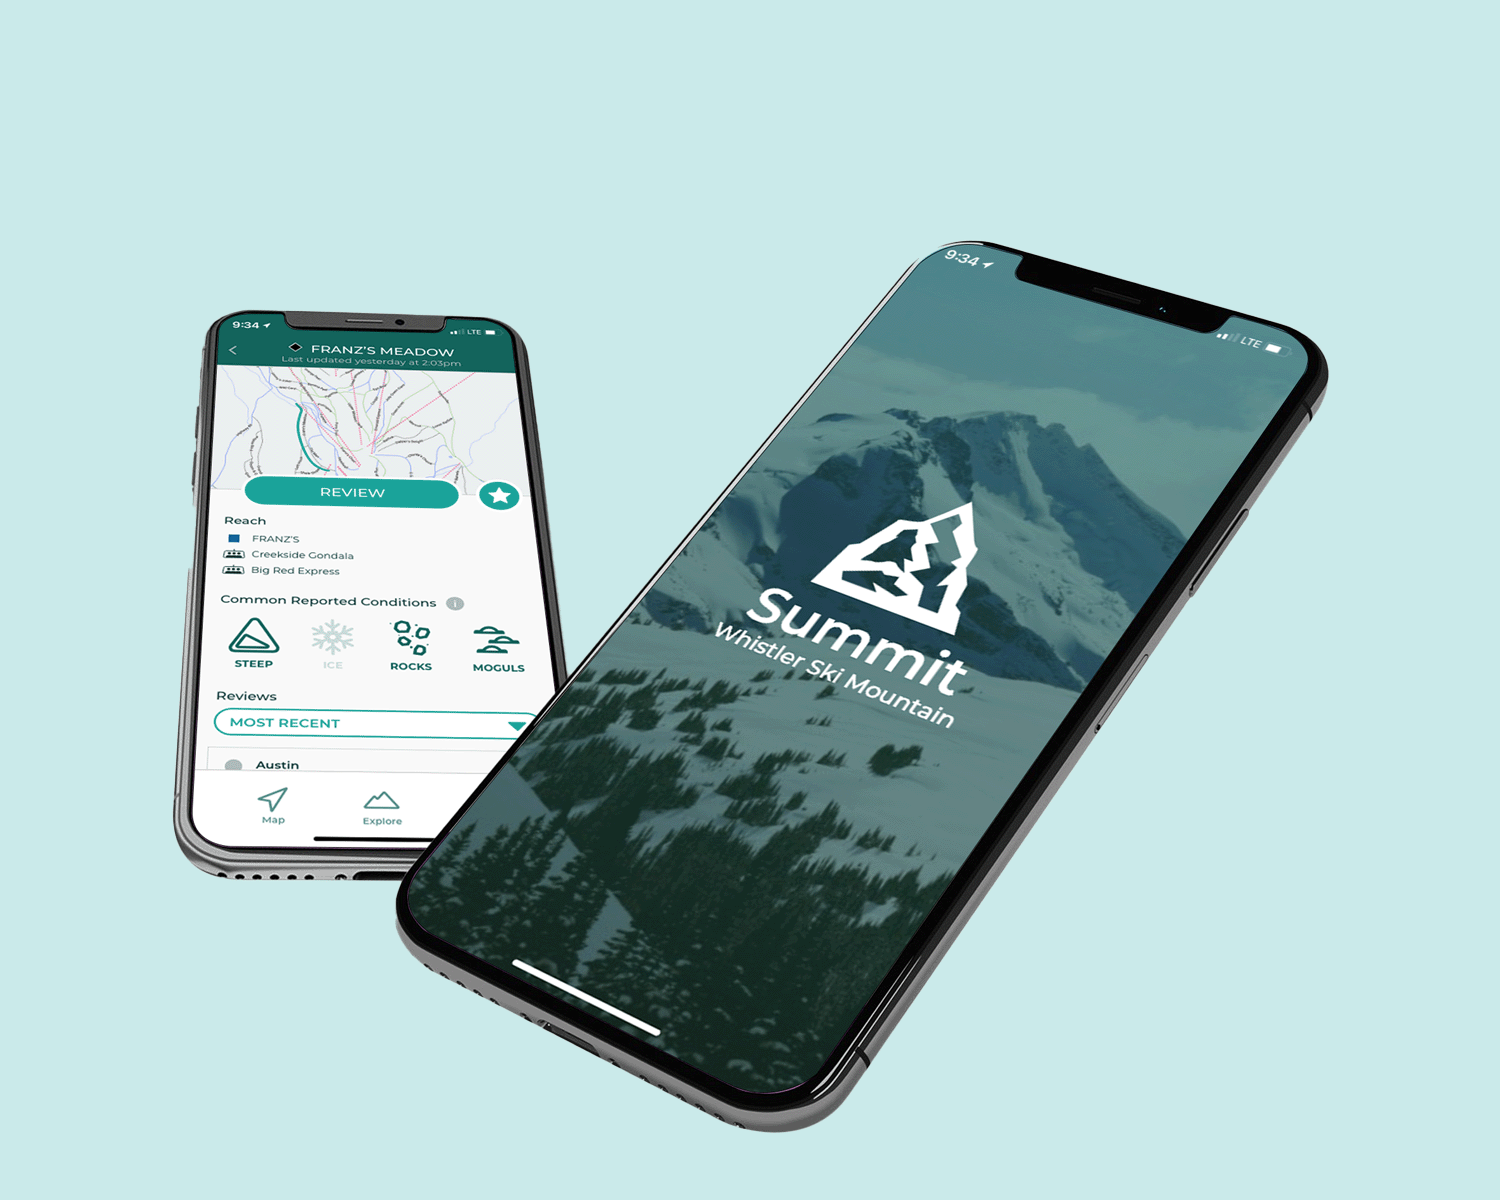 9:34
LTE
FRANZ'S MEADOW
Last updated yesterday at 2:03pm
REVIEW
Reach
FRANZ'S
Creekside Gondala
Big Red Express
Common Reported Conditions i
STEEP
ICE
ROCKS
MOGULS
Reviews
MOST RECENT
Austin
Map
Explore
9:34
LTE
Summit
Whistler Ski Mountain